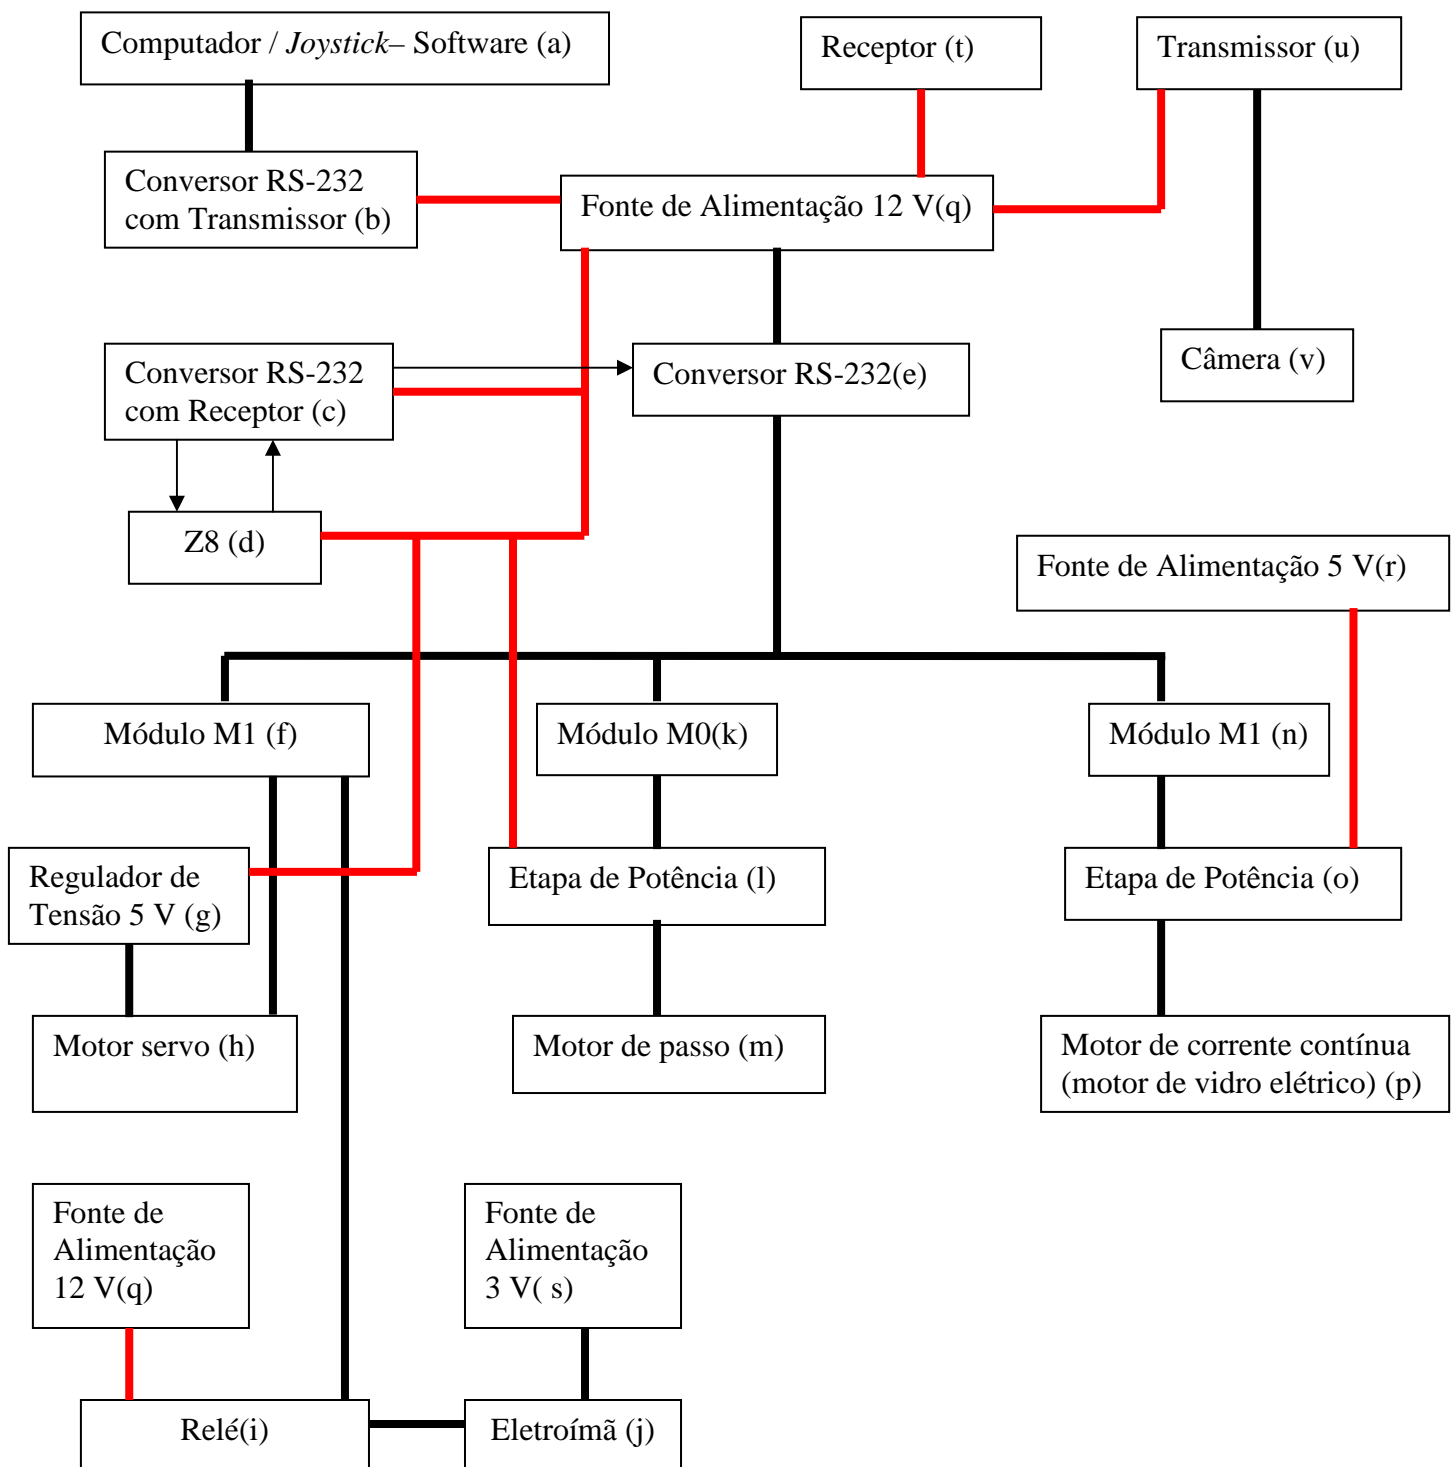 Computador / Joystick– Software (a)
Receptor (t)
Transmissor (u)
Conversor RS-232
com Transmissor (b)
Fonte de Alimentação 12 V(q)
Conversor RS-232
com Receptor (c)
Conversor RS-232(e)
Câmera (v)
Z8 (d)
Fonte de Alimentação 5 V(r)
Módulo M1 (f)
Módulo M0(k)
Módulo M1 (n)
Regulador de
Tensão 5 V (g)
Etapa de Potência (l)
Etapa de Potência (o)
Motor servo (h)
Motor de passo (m)
Motor de corrente contínua
(motor de vidro elétrico) (p)
Fonte de
Alimentação
12 V(q)
Fonte de
Alimentação
3 V( s)
Relé(i)
Eletroímã (j)